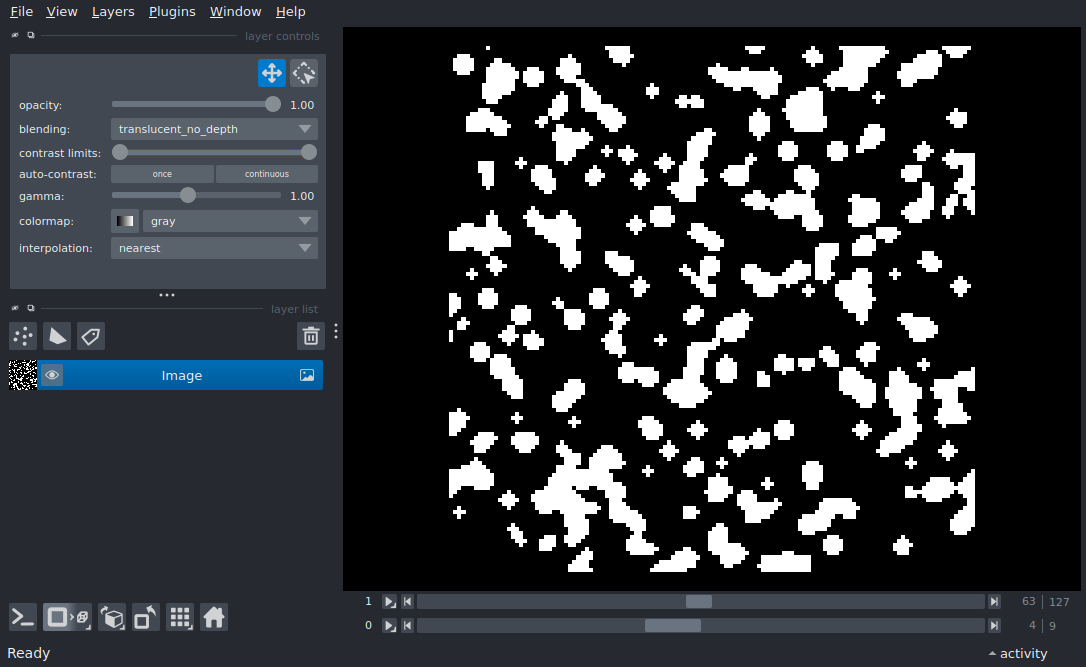 File View Layers Plugins Window Help
layer controls
opacity: 1.00
blending: translucent_no_depth
contrast limits:
auto-contrast: once continuous
gamma: 1.00
colormap: gray
interpolation: nearest
layer list
Image
1 63 127
0 4 9
Ready activity